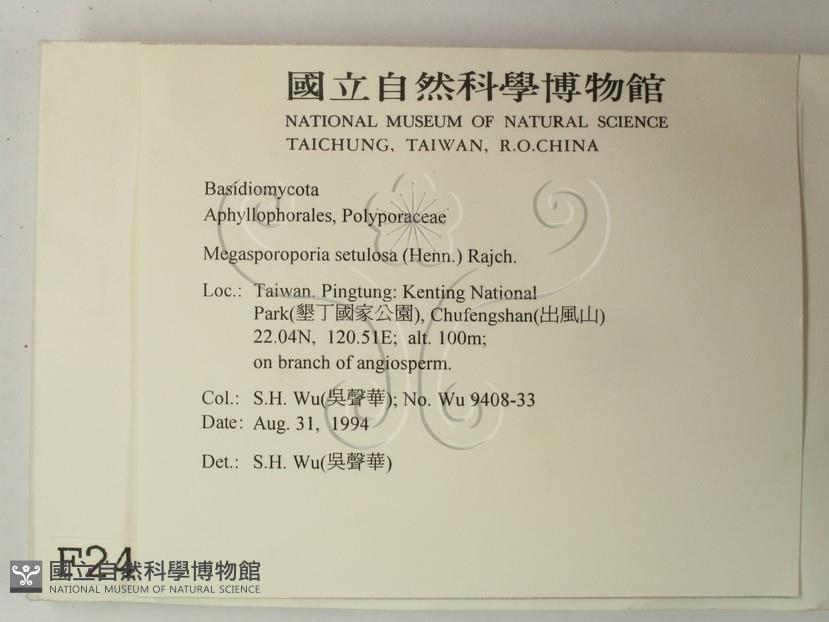 國立自然科學博物館
NATIONAL MUSEUM OF NATURAL SCIENCE
TAICHUNG, TAIWAN, R.O.CHINA
Basidiomycota
Aphyllophorales, Polyporaceae
Megasporoporia setulosa (Henn.) Rajch.
Loc.: Taiwan. Pingtung: Kenting National
Park(墾丁國家公園), Chufengshan(出風山)
22.04N, 120.51E; alt. 100m;
on branch of angiosperm.
Col.: S.H. Wu(吳聲華); No. Wu 9408-33
Date: Aug. 31, 1994
Det.: S.H. Wu(吳聲華)
F24
國立自然科學博物館
NATIONAL MUSEUM OF NATURAL SCIENCE